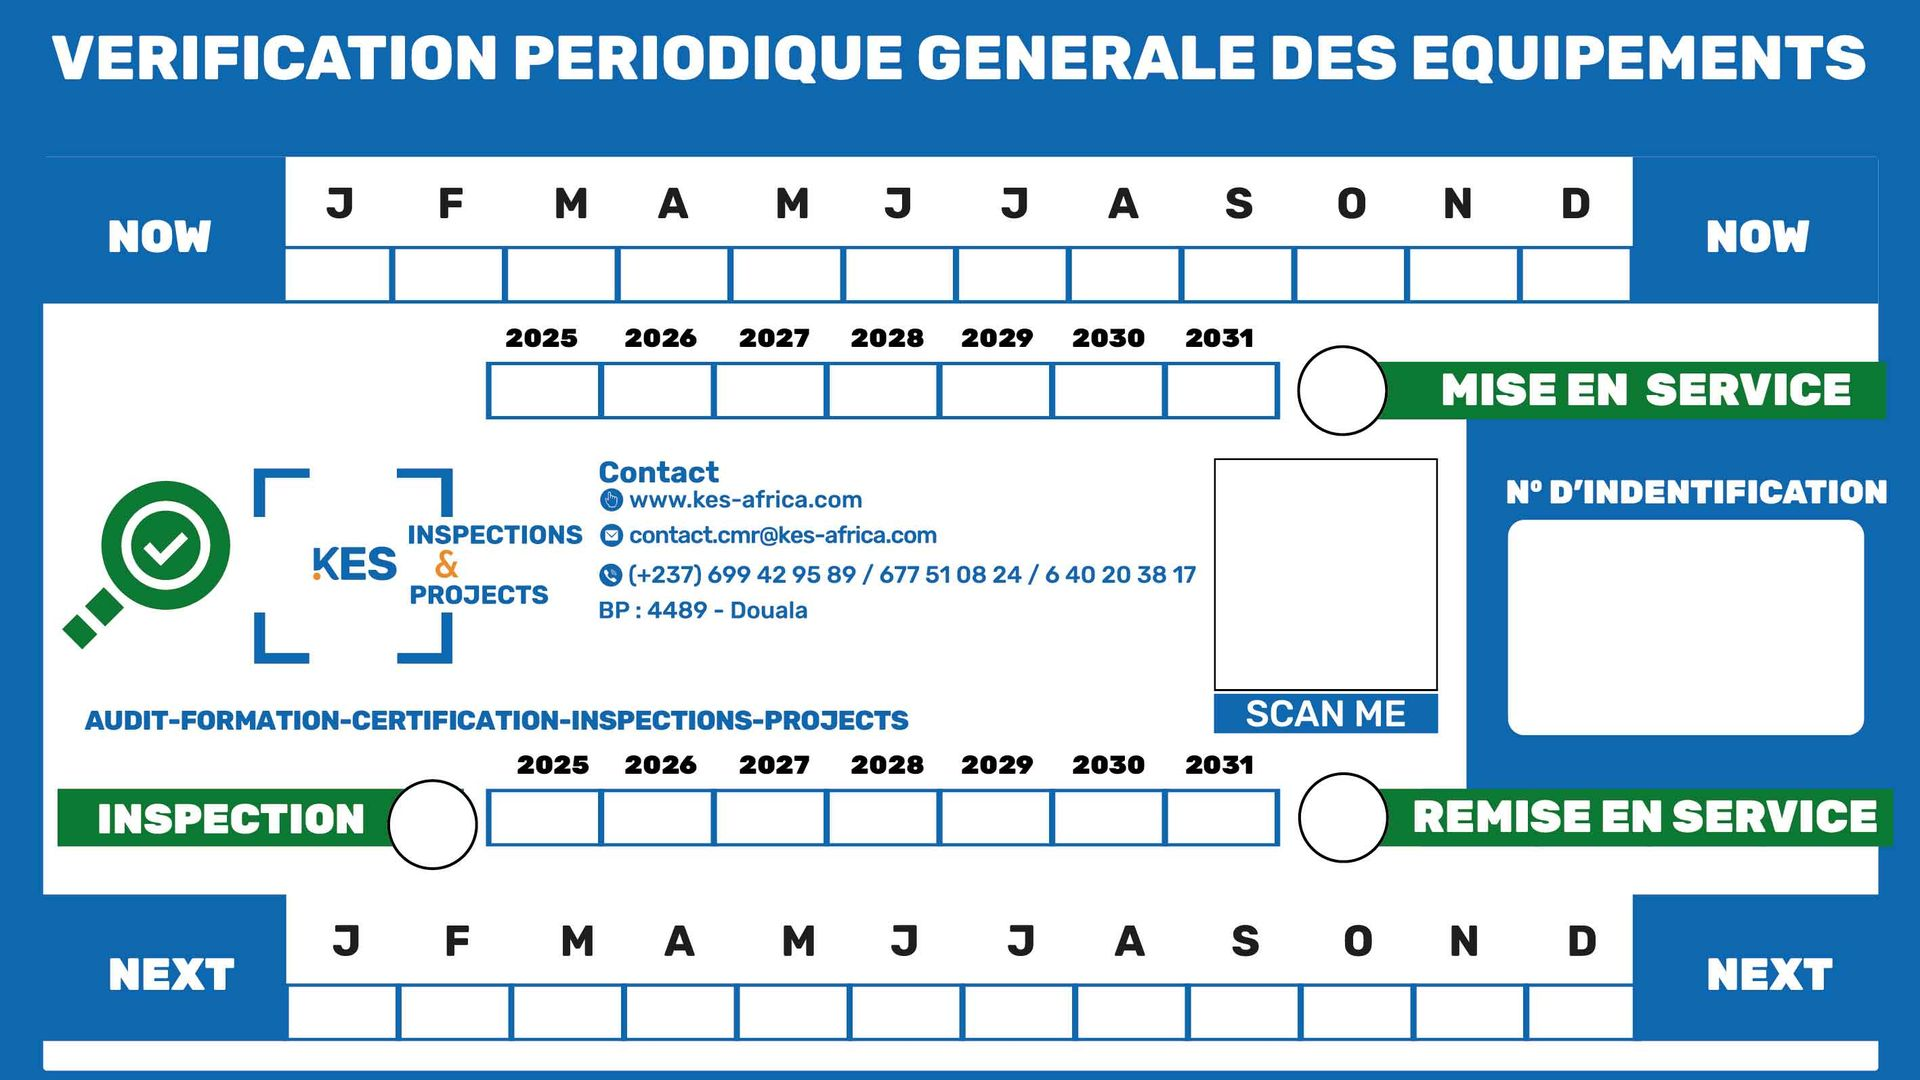 VERIFICATION PERIODIQUE GENERALE DES EQUIPEMENTS
NOW J F M A M J J A S O N D NOW
2025 2026 2027 2028 2029 2030 2031
MISE EN SERVICE
Contact
www.kes-africa.com
contact.cmr@kes-africa.com
(+237) 699 42 95 89 / 677 51 08 24 / 6 40 20 38 17
BP : 4489 - Douala
KES
INSPECTIONS
&
PROJECTS
N° D'INDENTIFICATION
SCAN ME
AUDIT-FORMATION-CERTIFICATION-INSPECTIONS-PROJECTS
2025 2026 2027 2028 2029 2030 2031
INSPECTION
REMISE EN SERVICE
NEXT J F M A M J J A S O N D NEXT